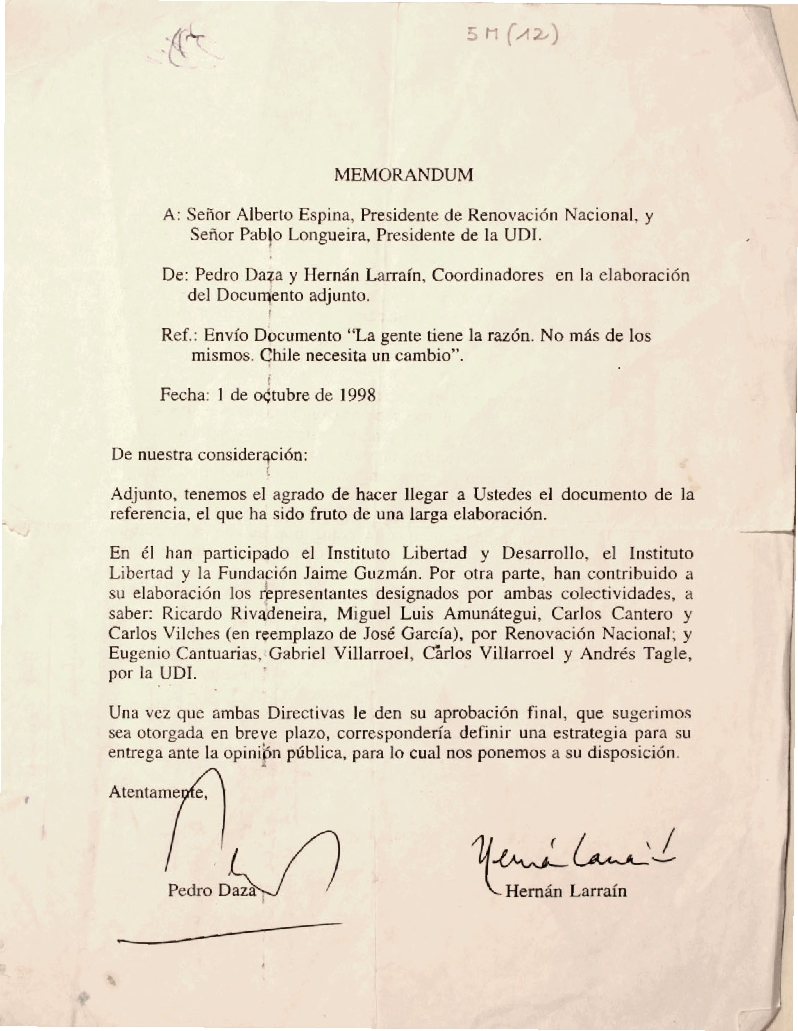 5 M (12)
MEMORANDUM
A: Señor Alberto Espina, Presidente de Renovación Nacional, y
Señor Pablo Longueira, Presidente de la UDI.
De: Pedro Daza y Hernán Larraín, Coordinadores en la elaboración
del Documento adjunto.
Ref.: Envío Documento “La gente tiene la razón. No más de los
mismos. Chile necesita un cambio”.
Fecha: 1 de octubre de 1998
De nuestra consideración:
Adjunto, tenemos el agrado de hacer llegar a Ustedes el documento de la
referencia, el que ha sido fruto de una larga elaboración.
En él han participado el Instituto Libertad y Desarrollo, el Instituto
Libertad y la Fundación Jaime Guzmán. Por otra parte, han contribuido a
su elaboración los representantes designados por ambas colectividades, a
saber: Ricardo Rivadeneira, Miguel Luis Amunátegui, Carlos Cantero y
Carlos Vilches (en reemplazo de José García), por Renovación Nacional; y
Eugenio Cantuarias, Gabriel Villarroel, Carlos Villarroel y Andrés Tagle,
por la UDI.
Una vez que ambas Directivas le den su aprobación final, que sugerimos
sea otorgada en breve plazo, correspondería definir una estrategia para su
entrega ante la opinión pública, para lo cual nos ponemos a su disposición.
Atentamente,
Hernán Larraín
Pedro Daza
Hernán Larraín